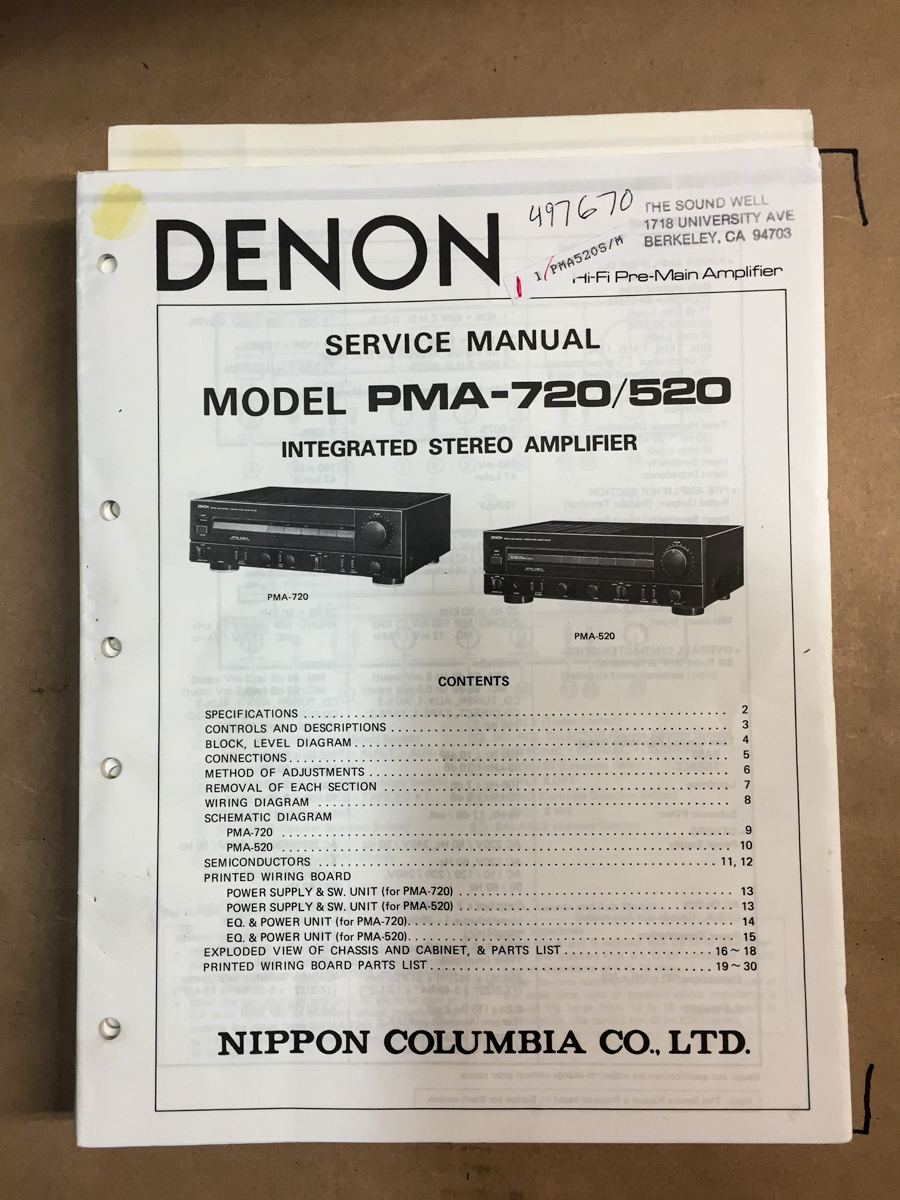 DENON
497670
THE SOUND WELL
1718 UNIVERSITY AVE
BERKELEY, CA 94703
I/PMA520S/M
Hi-Fi Pre-Main Amplifier
SERVICE MANUAL
MODEL PMA-720/520
INTEGRATED STEREO AMPLIFIER
DENON
DENON
PMA-720
PMA-520
CONTENTS
SPECIFICATIONS 2
CONTROLS AND DESCRIPTIONS 3
BLOCK, LEVEL DIAGRAM 4
CONNECTIONS 5
METHOD OF ADJUSTMENTS 6
REMOVAL OF EACH SECTION 7
WIRING DIAGRAM 8
SCHEMATIC DIAGRAM
PMA-720 9
PMA-520 10
SEMICONDUCTORS 11, 12
PRINTED WIRING BOARD
POWER SUPPLY & SW. UNIT (for PMA-720) 13
POWER SUPPLY & SW. UNIT (for PMA-520) 13
EQ. & POWER UNIT (for PMA-720) 14
EQ. & POWER UNIT (for PMA-520) 15
EXPLODED VIEW OF CHASSIS AND CABINET, & PARTS LIST 16 ~ 18
PRINTED WIRING BOARD PARTS LIST 19 ~ 30
NIPPON COLUMBIA CO., LTD.